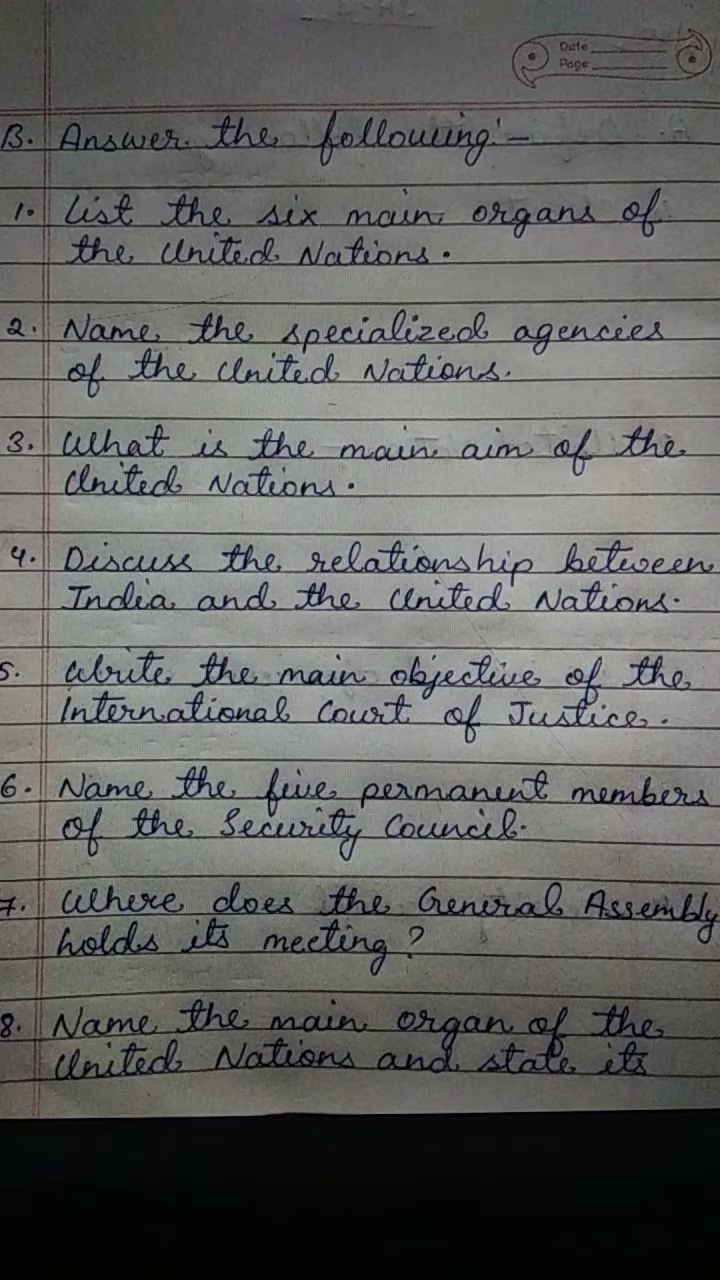 Date
Page
B. Answer the following:-
1. List the six main organs of
the United Nations.
2. Name the specialized agencies
of the United Nations.
3. What is the main aim of the
United Nations.
4. Discuss the relationship between
India and the United Nations.
5. Write the main objective of the
International Court of Justice.
6. Name the five permanent members
of the Security Council.
7. Where does the General Assembly
holds its meeting?
8. Name the main organ of the
United Nations and state its